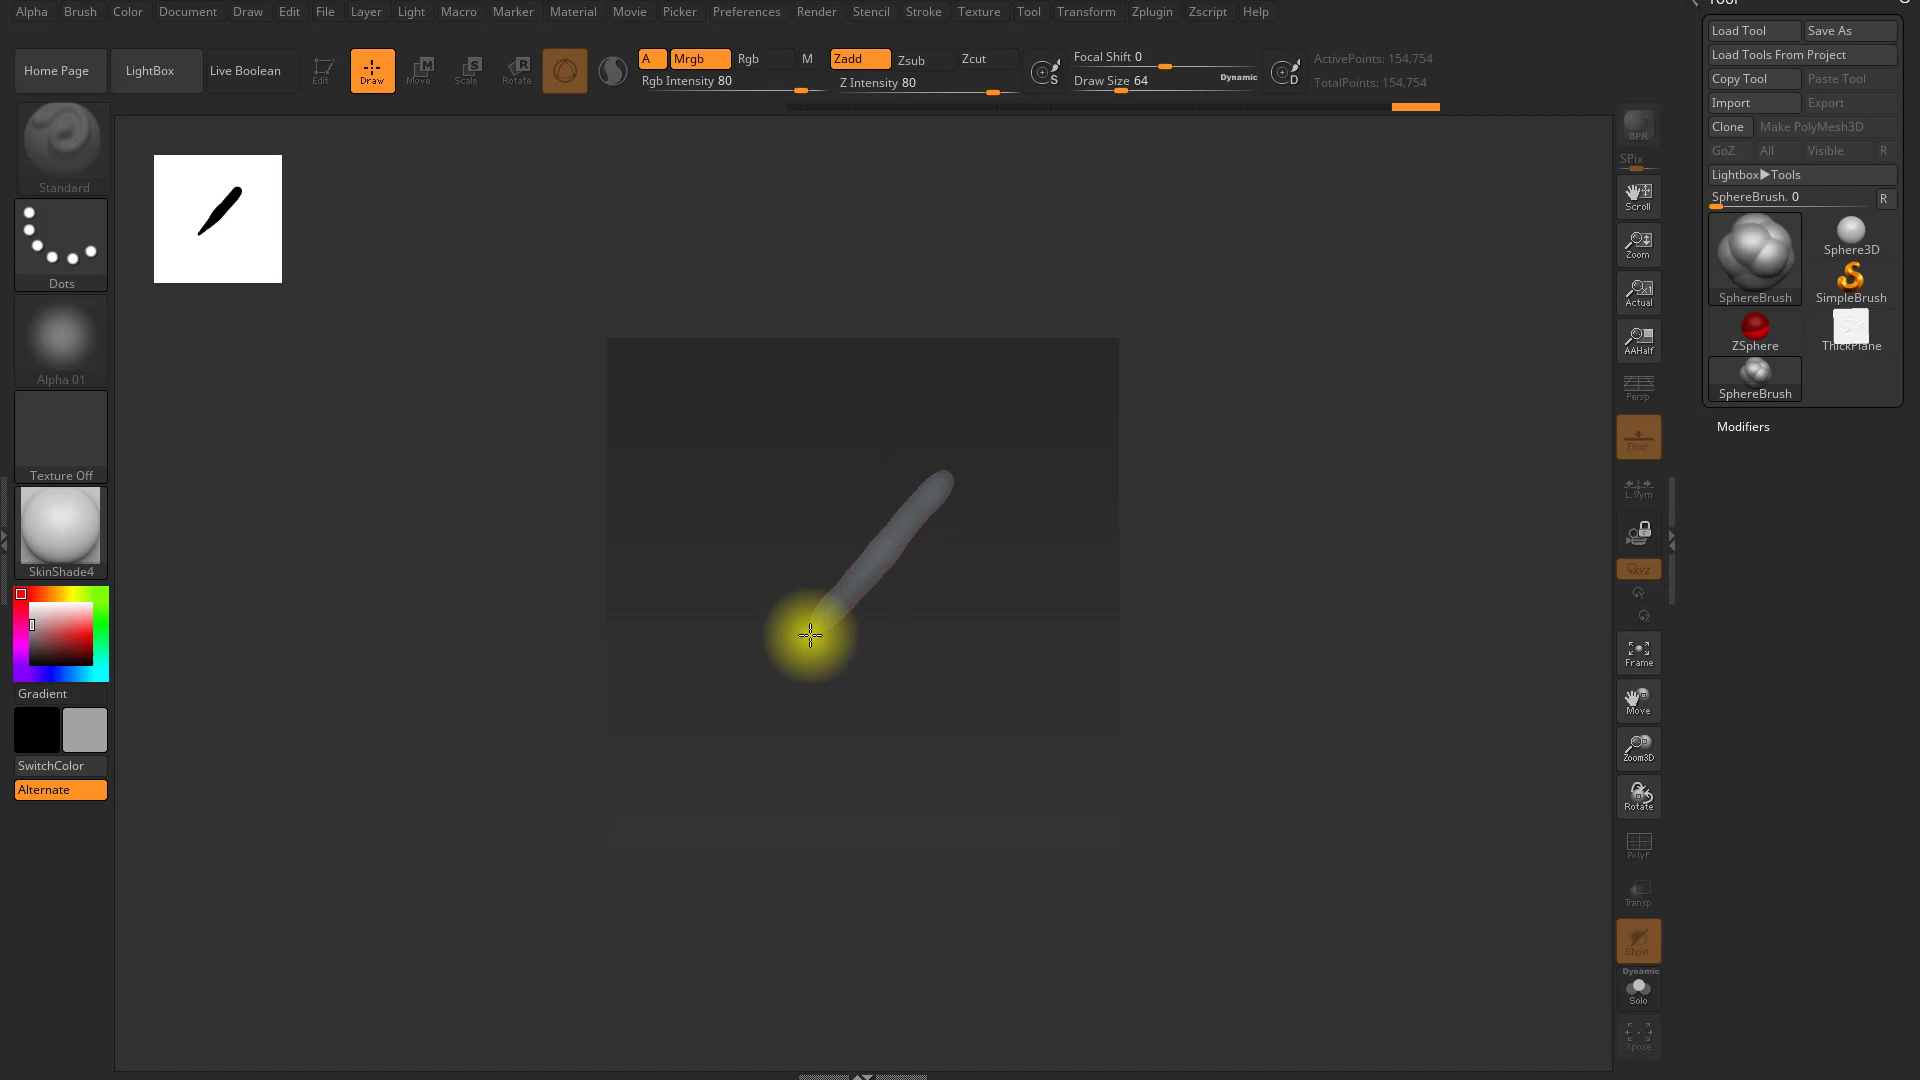 Alpha Brush Color Document Draw Edit File Layer Light Macro Marker Material Movie Picker Preferences Render Stencil Stroke Texture Tool Transform Zplugin Zscript Help
Home Page
LightBox
Live Boolean
Edit
Draw
Move
Scale
Rotate
A
Mrgb
Rgb
M
Rgb Intensity 80
Zadd
Zsub
Zcut
Z Intensity 80
S
Focal Shift 0
Draw Size 64
Dynamic
D
ActivePoints: 154,754
TotalPoints: 154,754
Standard
Dots
Alpha 01
Texture Off
SkinShade4
Gradient
SwitchColor
Alternate
BPR
SPix
Scroll
Zoom
Actual
AAHalf
Persp
Floor
L.Sym
XYZ
Frame
Move
Zoom3D
Rotate
PolyF
Transp
Ghost
Dynamic
Solo
Xpose
Load Tool
Save As
Load Tools From Project
Copy Tool
Paste Tool
Import
Export
Clone
Make PolyMesh3D
GoZ
All
Visible
R
Lightbox▶Tools
SphereBrush. 0
R
SphereBrush
Sphere3D
SimpleBrush
ZSphere
ThickPlane
SphereBrush
Modifiers